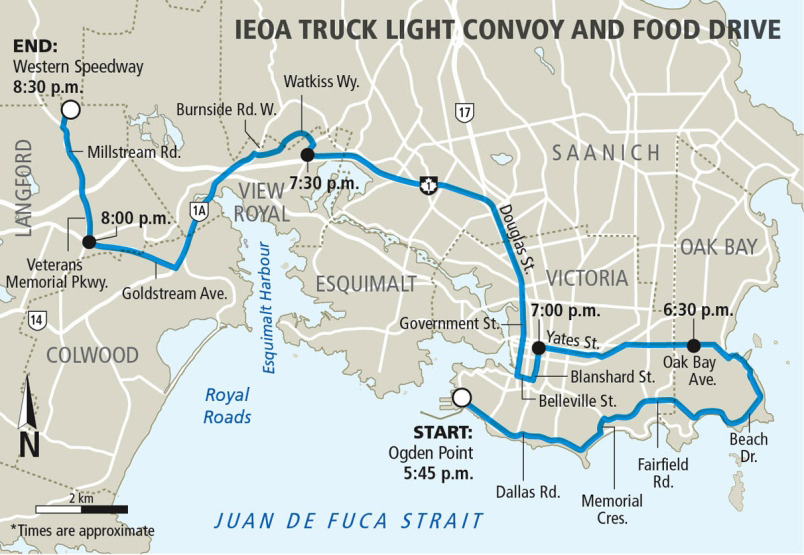 IEOA TRUCK LIGHT CONVOY AND FOOD DRIVE
END:
Western Speedway
8:30 p.m.
Watkiss Wy.
Burnside Rd. W.
17
Millstream Rd.
SAANICH
LANGFORD
7:30 p.m.
1
VIEW
ROYAL
1A
8:00 p.m.
Douglas St.
OAK BAY
Veterans
Memorial Pkwy.
Goldstream Ave.
Esquimalt Harbour
ESQUIMALT
VICTORIA
14
Government St.
7:00 p.m.
6:30 p.m.
Yates St.
COLWOOD
Oak Bay
Ave.
Blanshard St.
Belleville St.
Royal
Roads
N
START:
Ogden Point
5:45 p.m.
Beach
Dr.
Fairfield
Rd.
Dallas Rd.
Memorial
Cres.
2 km
*Times are approximate
JUAN DE FUCA STRAIT